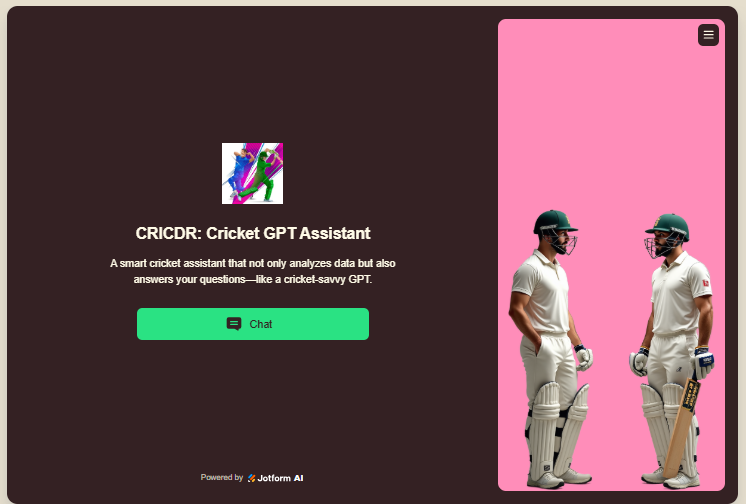 CRICDR: Cricket GPT Assistant
A smart cricket assistant that not only analyzes data but also
answers your questions—like a cricket-savvy GPT.
Chat
Powered by Jotform AI